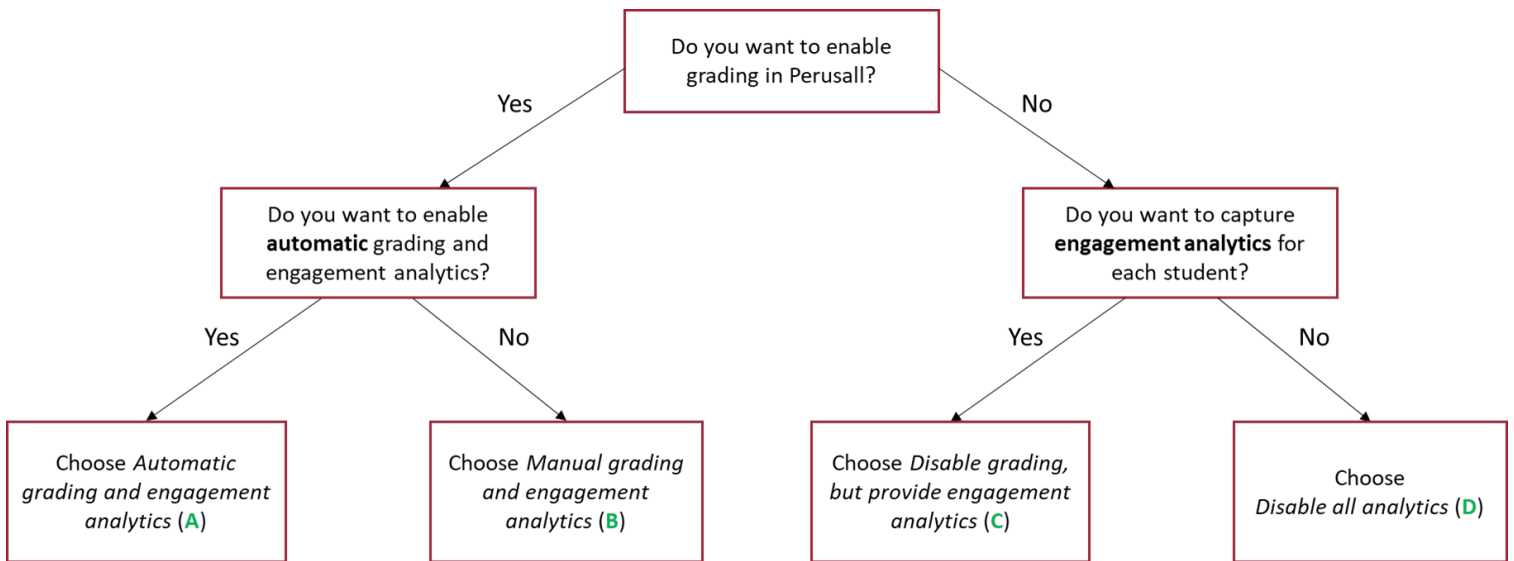 Do you want to enable
grading in Perusall?
Yes
No
Do you want to enable
automatic grading and
engagement analytics?
Do you want to capture
engagement analytics for
each student?
Yes
No
Yes
No
Choose Automatic
grading and engagement
analytics (A)
Choose Manual grading
and engagement
analytics (B)
Choose Disable grading,
but provide engagement
analytics (C)
Choose
Disable all analytics (D)